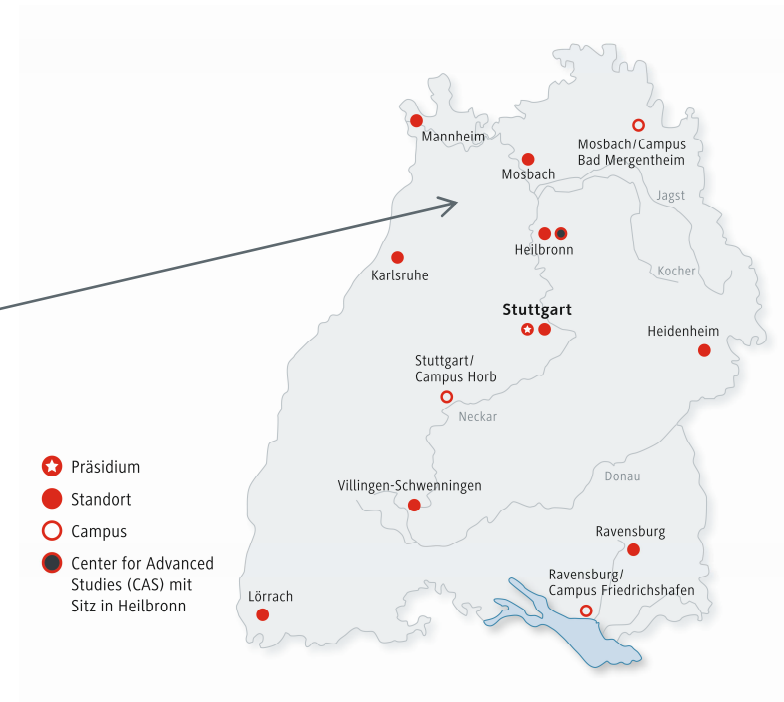 Mannheim
Mosbach/Campus
Bad Mergentheim
Mosbach
Jagst
Heilbronn
Kocher
Karlsruhe
Stuttgart
Heidenheim
Stuttgart/
Campus Horb
Neckar
Präsidium
Standort
Campus
Center for Advanced
Studies (CAS) mit
Sitz in Heilbronn
Villingen-Schwenningen
Donau
Ravensburg
Ravensburg/
Campus Friedrichshafen
Lörrach